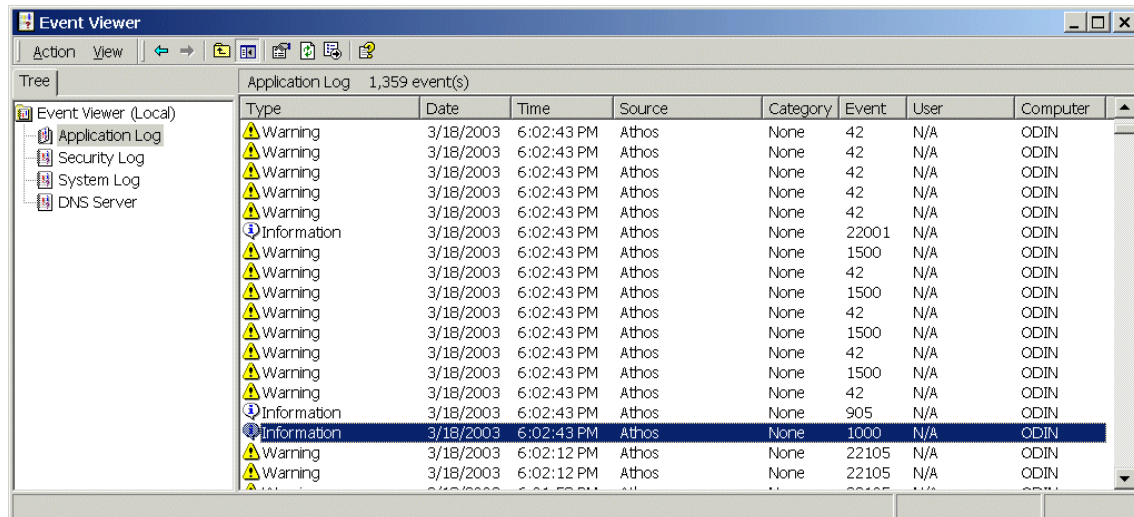 Event Viewer
Action View
Tree
Application Log 1,359 event(s)
Event Viewer (Local)
Application Log
Security Log
System Log
DNS Server
Type Date Time Source Category Event User Computer
Warning 3/18/2003 6:02:43 PM Athos None 42 N/A ODIN
Warning 3/18/2003 6:02:43 PM Athos None 42 N/A ODIN
Warning 3/18/2003 6:02:43 PM Athos None 42 N/A ODIN
Warning 3/18/2003 6:02:43 PM Athos None 42 N/A ODIN
Warning 3/18/2003 6:02:43 PM Athos None 42 N/A ODIN
Information 3/18/2003 6:02:43 PM Athos None 22001 N/A ODIN
Warning 3/18/2003 6:02:43 PM Athos None 1500 N/A ODIN
Warning 3/18/2003 6:02:43 PM Athos None 42 N/A ODIN
Warning 3/18/2003 6:02:43 PM Athos None 1500 N/A ODIN
Warning 3/18/2003 6:02:43 PM Athos None 42 N/A ODIN
Warning 3/18/2003 6:02:43 PM Athos None 1500 N/A ODIN
Warning 3/18/2003 6:02:43 PM Athos None 42 N/A ODIN
Warning 3/18/2003 6:02:43 PM Athos None 1500 N/A ODIN
Warning 3/18/2003 6:02:43 PM Athos None 42 N/A ODIN
Information 3/18/2003 6:02:43 PM Athos None 905 N/A ODIN
Information 3/18/2003 6:02:43 PM Athos None 1000 N/A ODIN
Warning 3/18/2003 6:02:12 PM Athos None 22105 N/A ODIN
Warning 3/18/2003 6:02:12 PM Athos None 22105 N/A ODIN